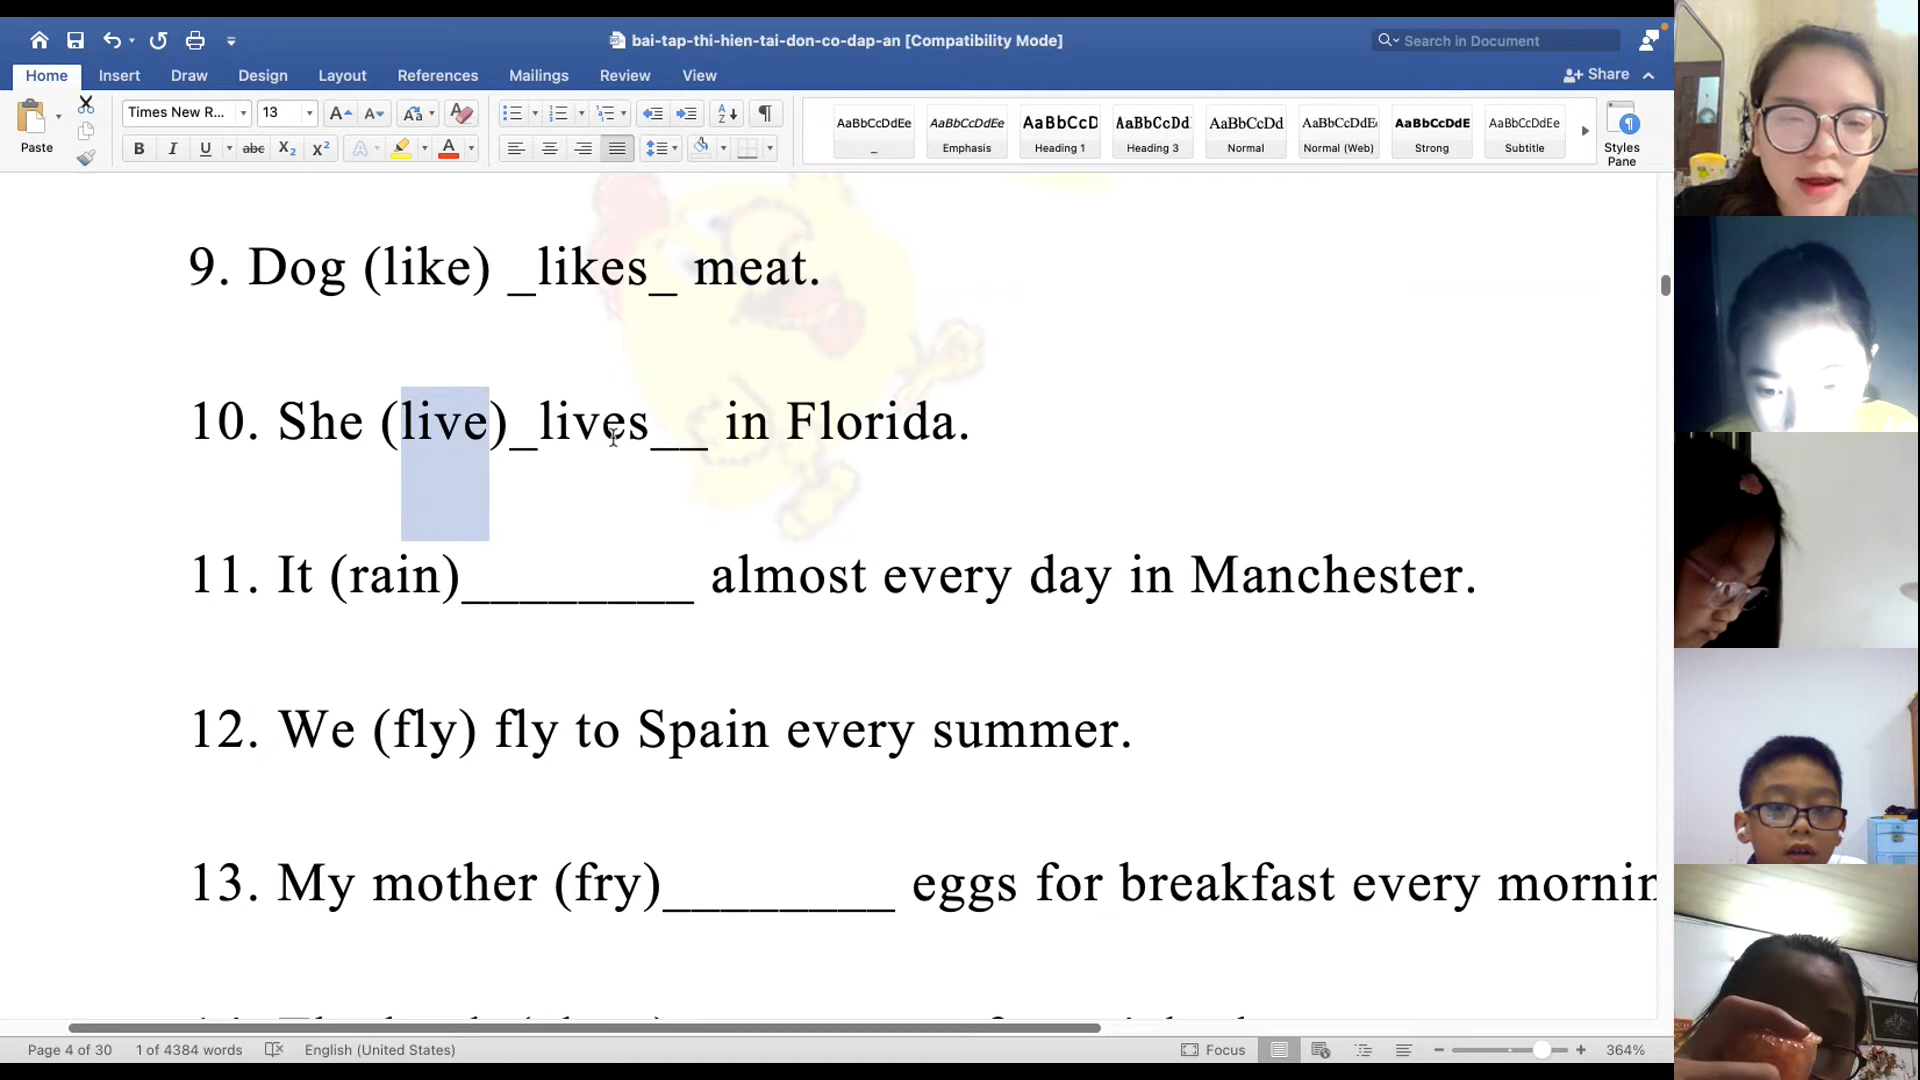 bai-tap-thi-hien-tai-don-co-dap-an [Compatibility Mode]
Search in Document
Home Insert Draw Design Layout References Mailings Review View Share
Paste
Times New R... 13
AaBbCcDdEe AaBbCcDdEe AaBbCcD AaBbCcDd AaBbCcDd AaBbCcDdE AaBbCcDdE AaBbCcDdEe
Emphasis Heading 1 Heading 3 Normal Normal (Web) Strong Subtitle
Styles
Pane
9. Dog (like) _likes_ meat.
10. She (live)_lives__ in Florida.
11. It (rain)________ almost every day in Manchester.
12. We (fly) fly to Spain every summer.
13. My mother (fry)________ eggs for breakfast every mornin
Page 4 of 30 1 of 4384 words English (United States) Focus 364%